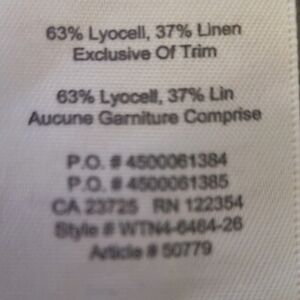 63% Lyocell, 37% Linen
Exclusive Of Trim
63% Lyocell, 37% Lin
Aucune Garniture Comprise
P.O. # 4500061384
P.O. # 4500061385
CA 23725 RN 122354
Style # WTN4-6464-26
Article # 50779